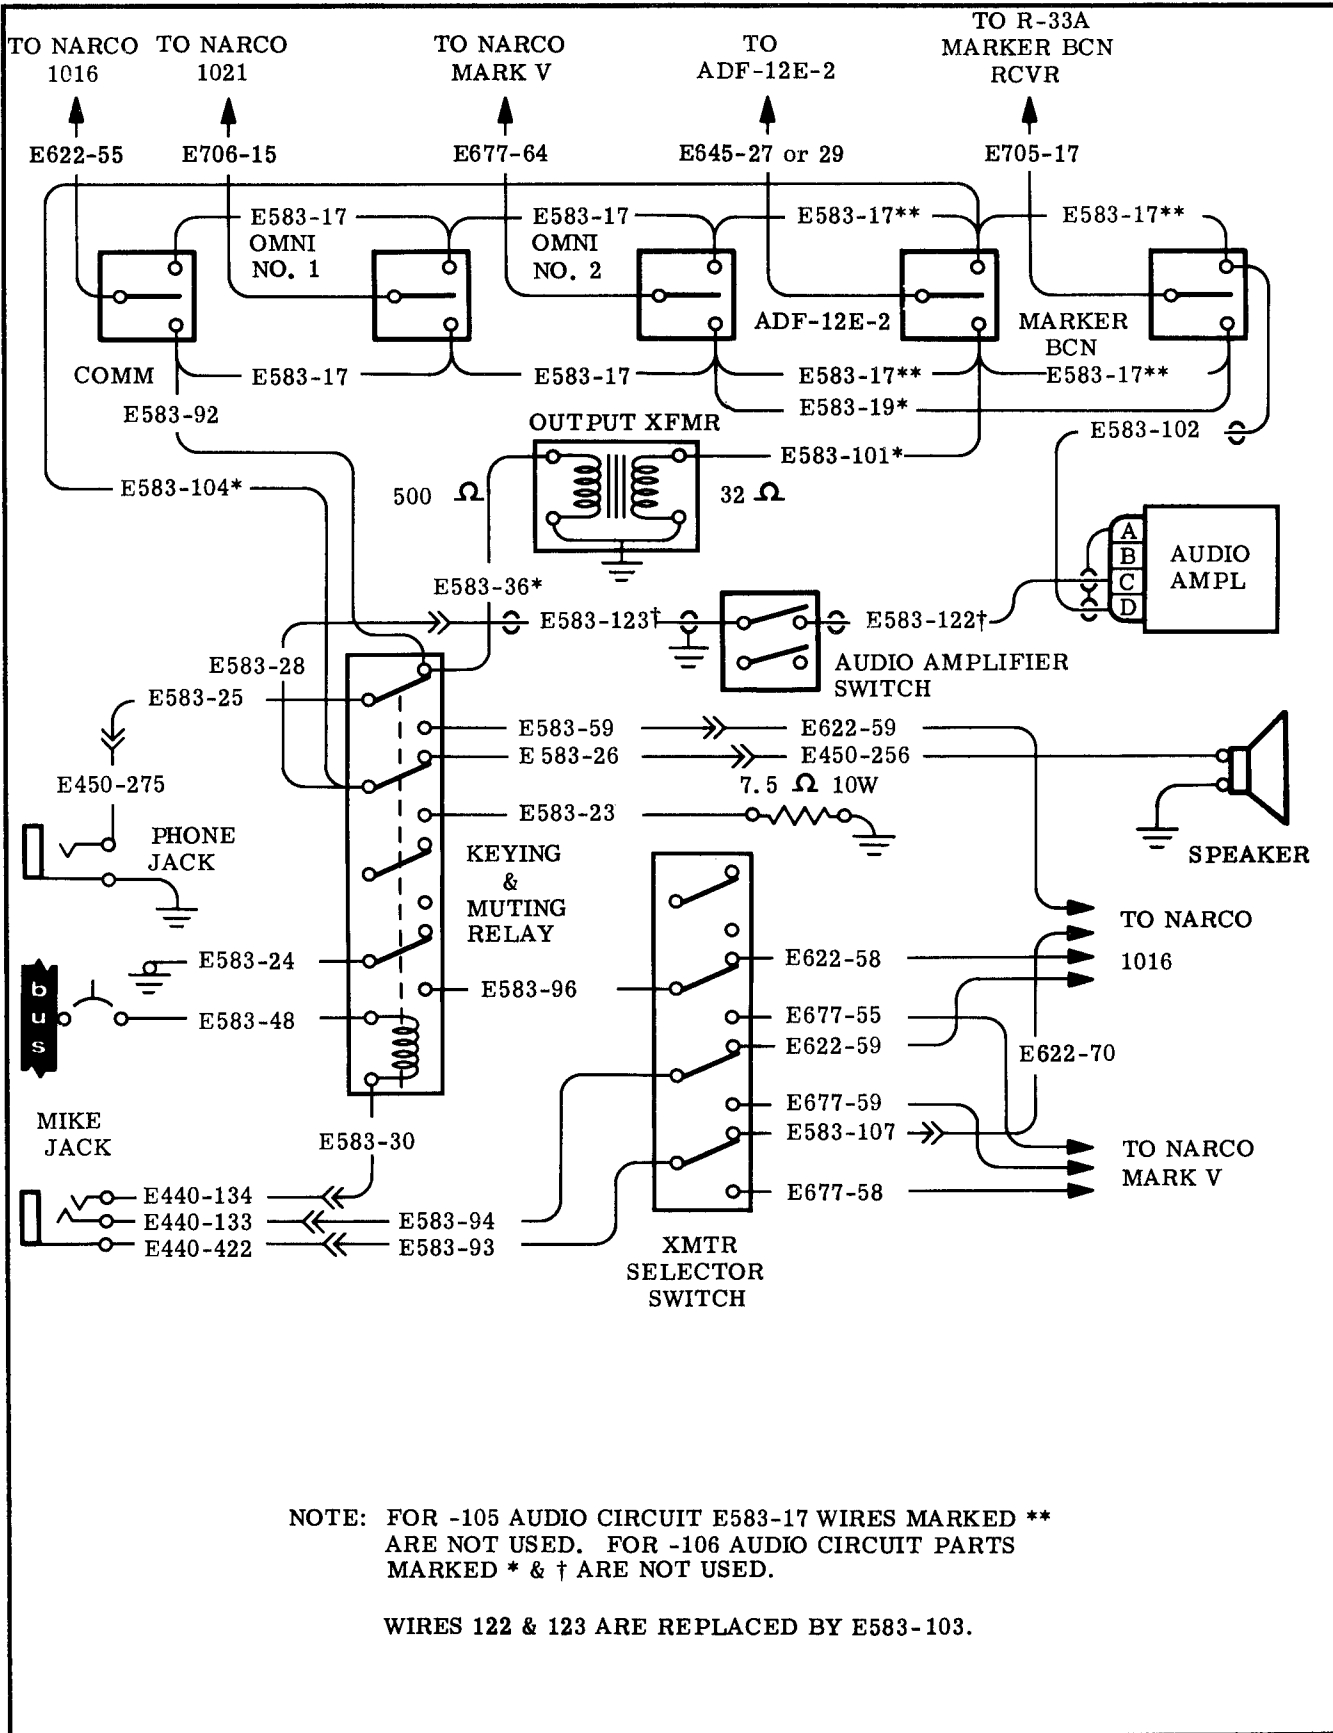 TO NARCO
1016
TO NARCO
1021
TO NARCO
MARK V
TO
ADF-12E-2
TO R-33A
MARKER BCN
RCVR
E622-55
E706-15
E677-64
E645-27 or 29
E705-17
E583-17
OMNI
NO. 1
E583-17
OMNI
NO. 2
E583-17**
E583-17**
ADF-12E-2
MARKER
BCN
COMM
E583-17
E583-17
E583-17**
E583-17**
E583-92
E583-19*
OUTPUT XFMR
E583-102
E583-101*
E583-104*
500 Ω
32 Ω
A
B
C
D
AUDIO
AMPL
E583-36*
E583-123†
E583-122†
E583-28
AUDIO AMPLIFIER
SWITCH
E583-25
E583-59
E622-59
E583-26
E450-256
E450-275
7.5 Ω 10W
E583-23
PHONE
JACK
KEYING
&
MUTING
RELAY
SPEAKER
TO NARCO
1016
E583-24
E622-58
bus
E583-96
E583-48
E677-55
E622-59
E622-70
E677-59
MIKE
JACK
E583-30
E583-107
TO NARCO
MARK V
E440-134
E677-58
E440-133
E583-94
E440-422
E583-93
XMTR
SELECTOR
SWITCH
NOTE: FOR -105 AUDIO CIRCUIT E583-17 WIRES MARKED **
ARE NOT USED. FOR -106 AUDIO CIRCUIT PARTS
MARKED * & † ARE NOT USED.
WIRES 122 & 123 ARE REPLACED BY E583-103.